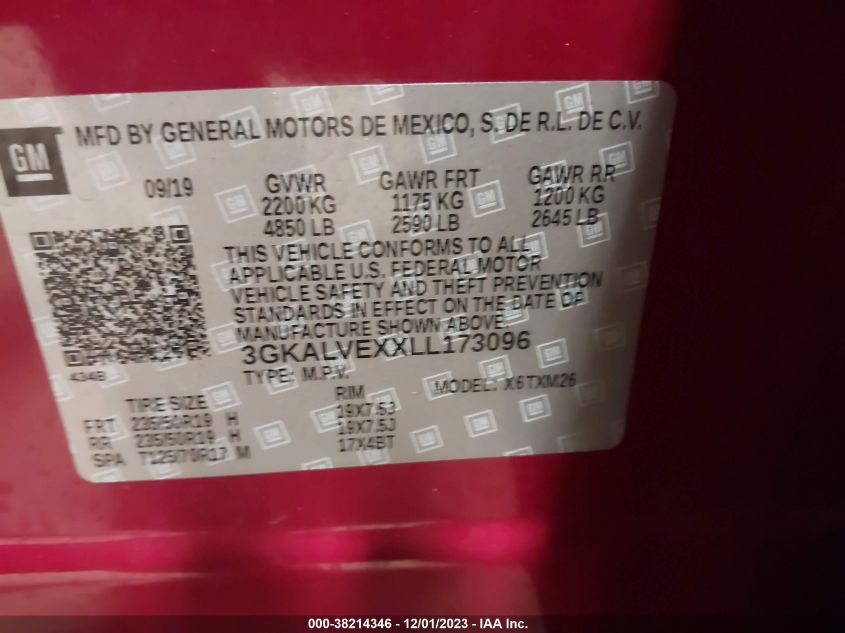 MFD BY GENERAL MOTORS DE MEXICO, S. DE R.L. DE C.V.
GM
09/19 GVWR GAWR FRT GAWR RR
2200 KG 1175 KG 1200 KG
4850 LB 2590 LB 2645 LB
THIS VEHICLE CONFORMS TO ALL
APPLICABLE U.S. FEDERAL MOTOR
VEHICLE SAFETY AND THEFT PREVENTION
STANDARDS IN EFFECT ON THE DATE OF
MANUFACTURE SHOWN ABOVE.
3GKALVEXXLL173096
434B TYPE: M.P.V. MODEL: X6TXM26
TIRE SIZE RIM
FRT 235/50R19 H 19X7.5J
RR 235/50R19 H 19X7.5J
SPA T125/70R17 M 17X4BT
000-38214346 - 12/01/2023 - Copyright IAA, Inc.